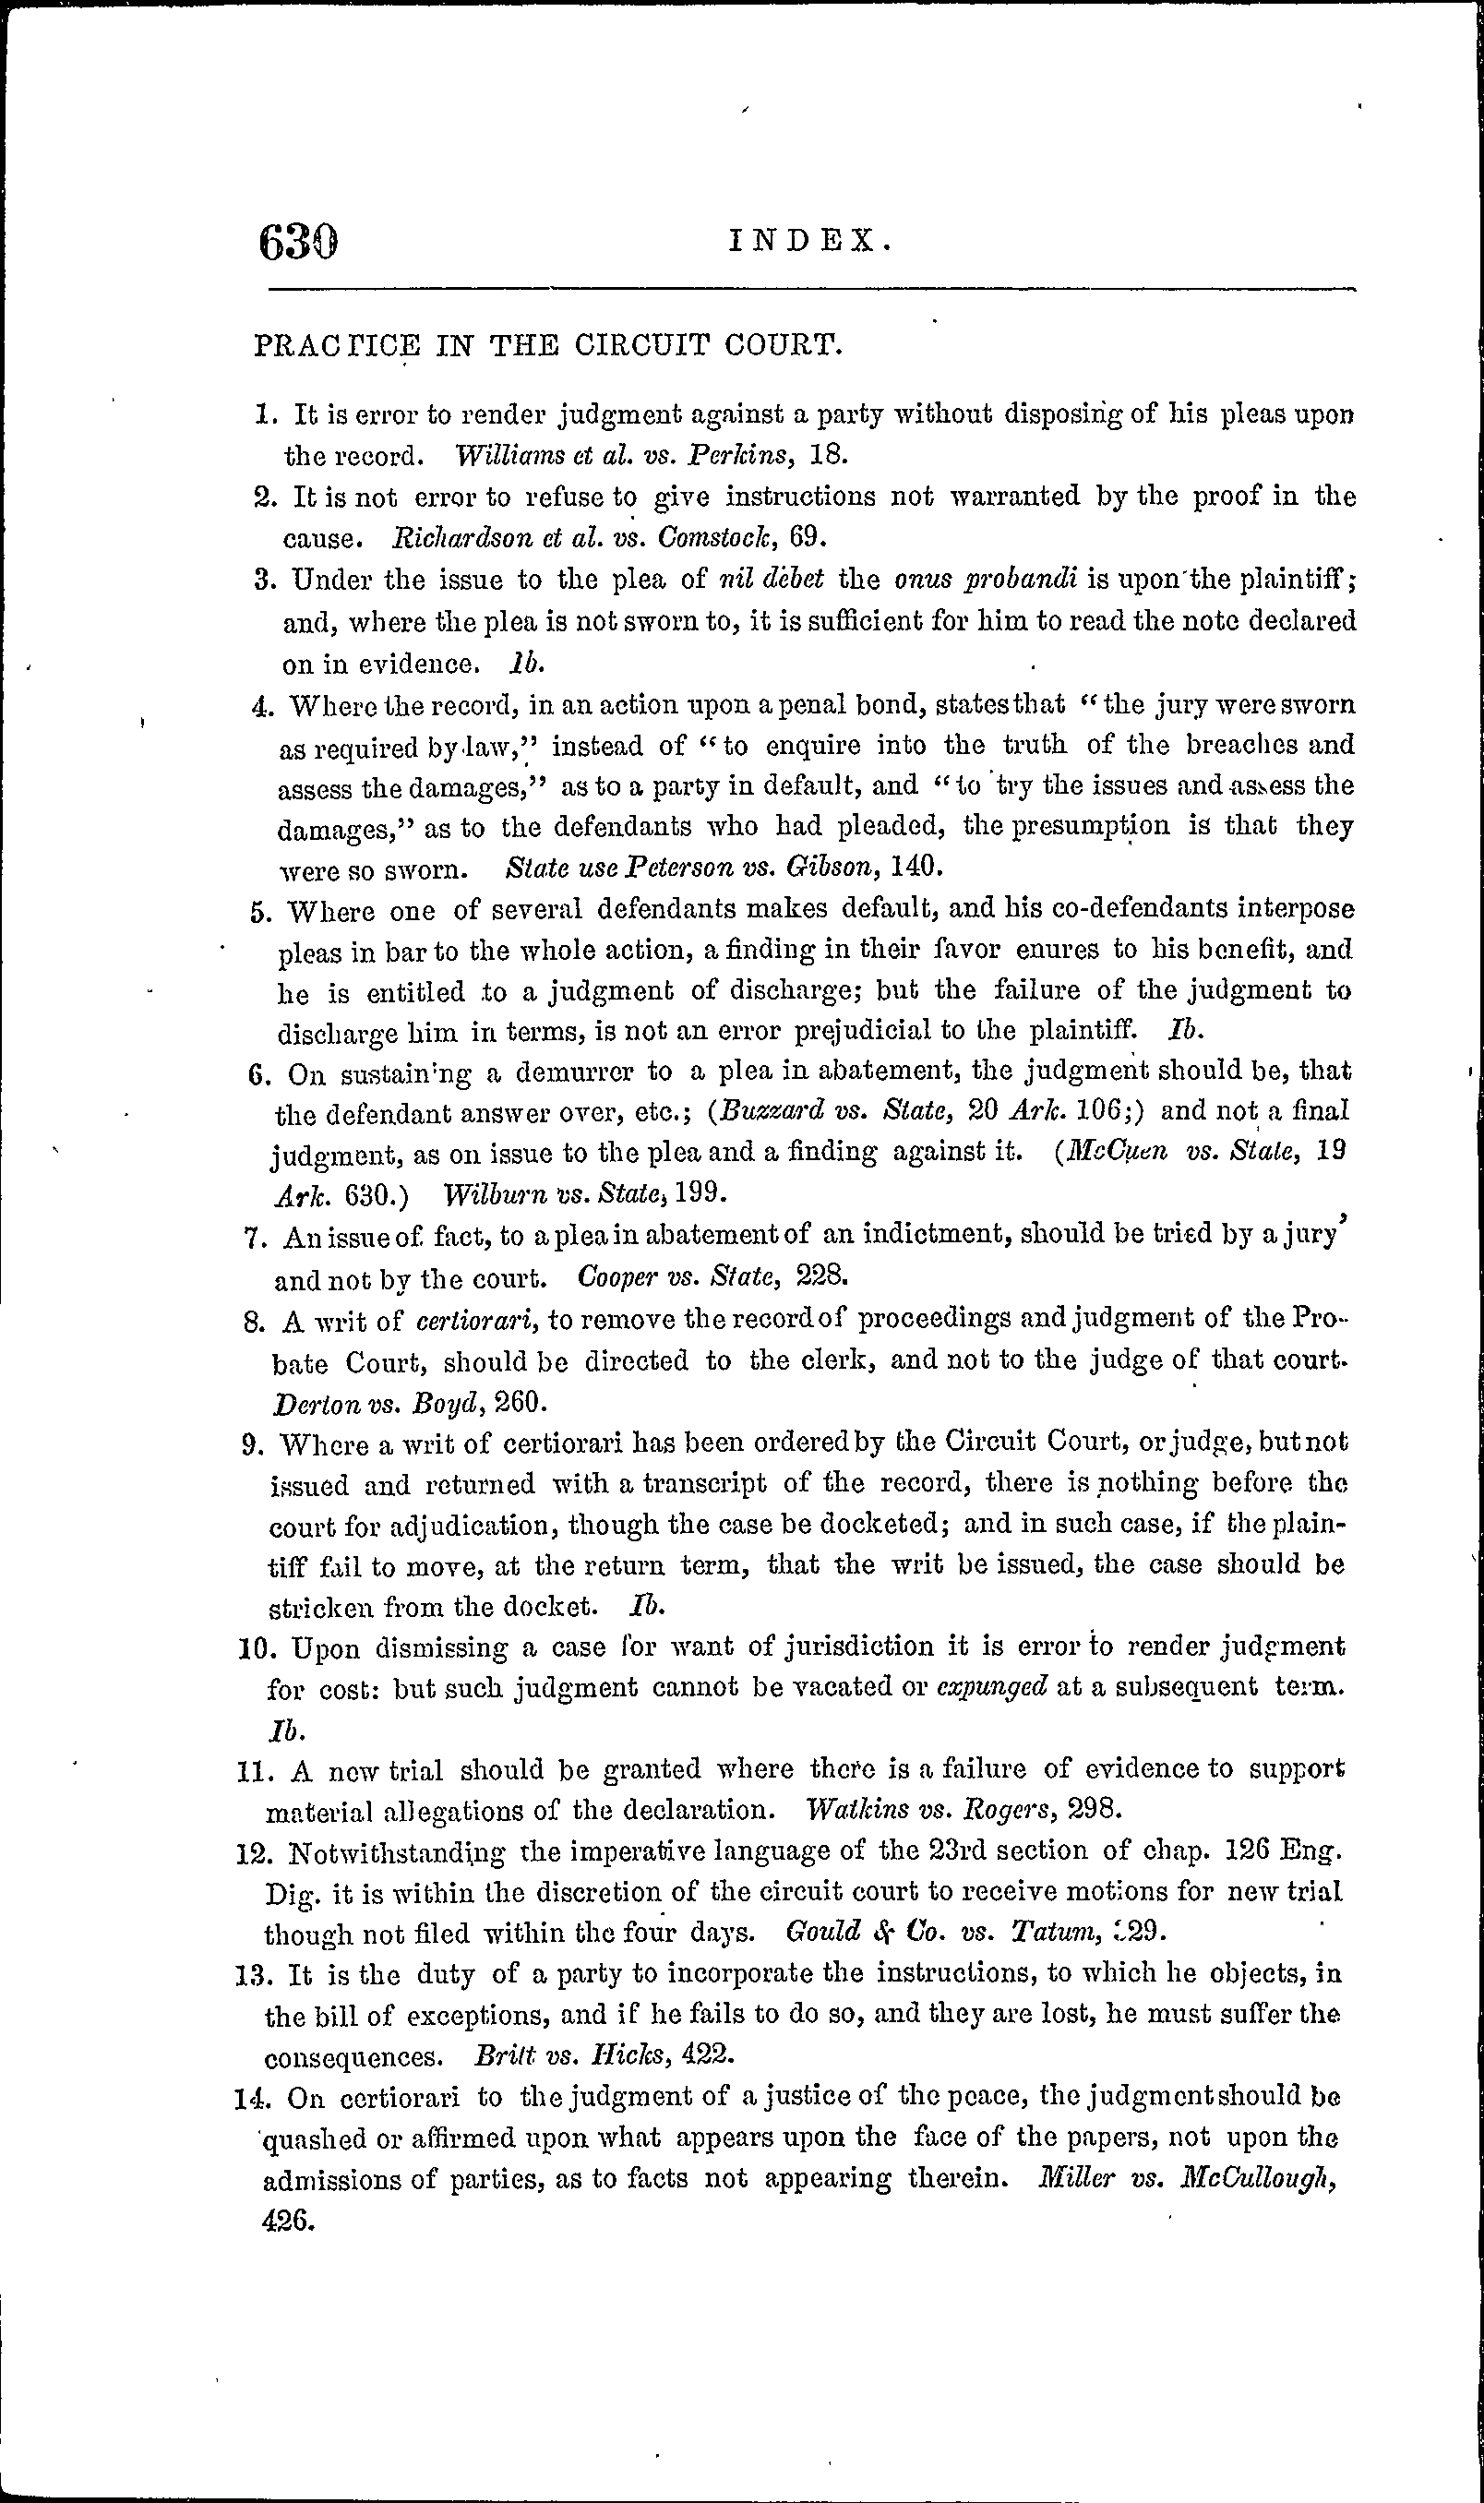 630 INDEX.
PRACTICE IN THE CIRCUIT COURT.
1. It is error to render judgment against a party without disposing of his pleas upon
the record. Williams et al. vs. Perkins, 18.
2. It is not error to refuse to give instructions not warranted by the proof in the
cause. Richardson et al. vs. Comstock, 69.
3. Under the issue to the plea of nil debet the onus probandi is upon the plaintiff;
and, where the plea is not sworn to, it is sufficient for him to read the note declared
on in evidence. Ib.
4. Where the record, in an action upon a penal bond, states that "the jury were sworn
as required by law," instead of "to enquire into the truth of the breaches and
assess the damages," as to a party in default, and "to try the issues and assess the
damages," as to the defendants who had pleaded, the presumption is that they
were so sworn. State use Peterson vs. Gibson, 140.
5. Where one of several defendants makes default, and his co-defendants interpose
pleas in bar to the whole action, a finding in their favor enures to his benefit, and
he is entitled to a judgment of discharge; but the failure of the judgment to
discharge him in terms, is not an error prejudicial to the plaintiff. Ib.
6. On sustaining a demurrer to a plea in abatement, the judgment should be, that
the defendant answer over, etc.; (Buzzard vs. State, 20 Ark. 106;) and not a final
judgment, as on issue to the plea and a finding against it. (McCuen vs. State, 19
Ark. 630.) Wilburn vs. State, 199.
7. An issue of fact, to a plea in abatement of an indictment, should be tried by a jury'
and not by the court. Cooper vs. State, 228.
8. A writ of certiorari, to remove the record of proceedings and judgment of the Pro-
bate Court, should be directed to the clerk, and not to the judge of that court.
Derton vs. Boyd, 260.
9. Where a writ of certiorari has been ordered by the Circuit Court, or judge, but not
issued and returned with a transcript of the record, there is nothing before the
court for adjudication, though the case be docketed; and in such case, if the plain-
tiff fail to move, at the return term, that the writ be issued, the case should be
stricken from the docket. Ib.
10. Upon dismissing a case for want of jurisdiction it is error to render judgment
for cost: but such judgment cannot be vacated or expunged at a subsequent term.
Ib.
11. A new trial should be granted where there is a failure of evidence to support
material allegations of the declaration. Watkins vs. Rogers, 298.
12. Notwithstanding the imperative language of the 23rd section of chap. 126 Eng.
Dig. it is within the discretion of the circuit court to receive motions for new trial
though not filed within the four days. Gould & Co. vs. Tatum,
13. It is the duty of a party to incorporate the instructions, to which he objects, in
the bill of exceptions, and if he fails to do so, and they are lost, he must suffer the
consequences. Britt vs. Hicks, 422.
14. On certiorari to the judgment of a justice of the peace, the judgment should be
quashed or affirmed upon what appears upon the face of the papers, not upon the
admissions of parties, as to facts not appearing therein. Miller vs. McCullough,
426.